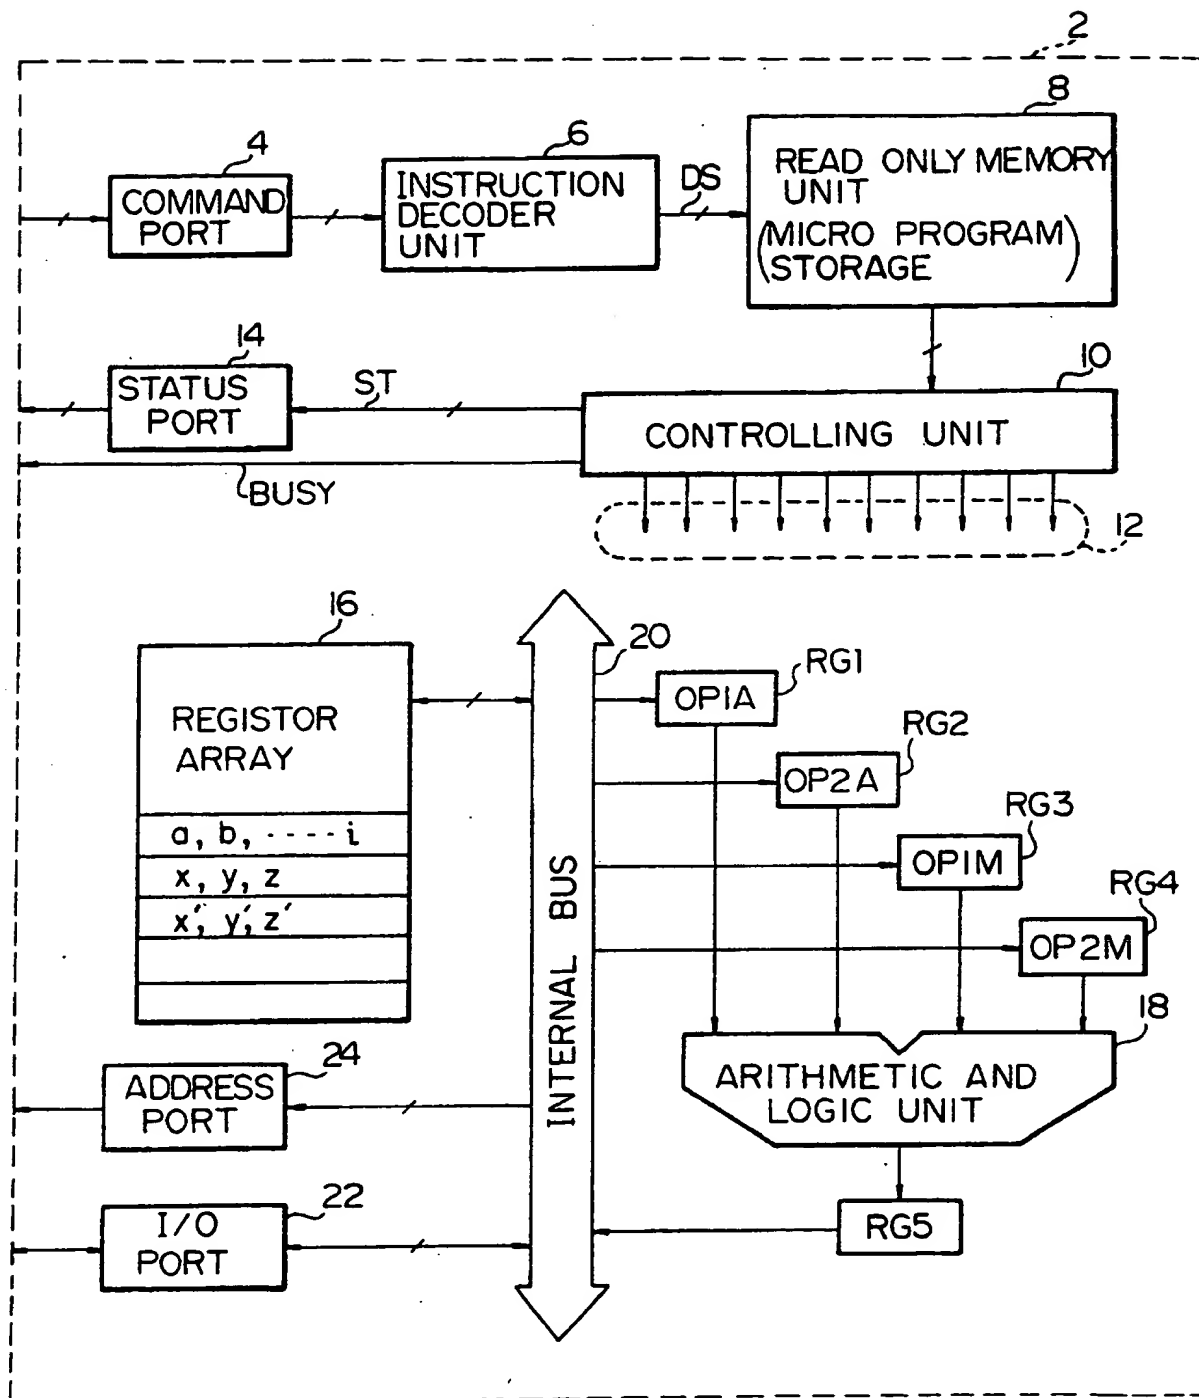 2
4
COMMAND
PORT
6
INSTRUCTION
DECODER
UNIT
DS
8
READ ONLY MEMORY
UNIT
(MICRO PROGRAM)
STORAGE
14
STATUS
PORT
ST
BUSY
10
CONTROLLING UNIT
12
16
REGISTOR
ARRAY
a, b, ----- i
x, y, z
x', y', z'
20
INTERNAL BUS
OP1A
RG1
OP2A
RG2
OP1M
RG3
OP2M
RG4
18
ARITHMETIC AND
LOGIC UNIT
RG5
24
ADDRESS
PORT
22
I/O
PORT